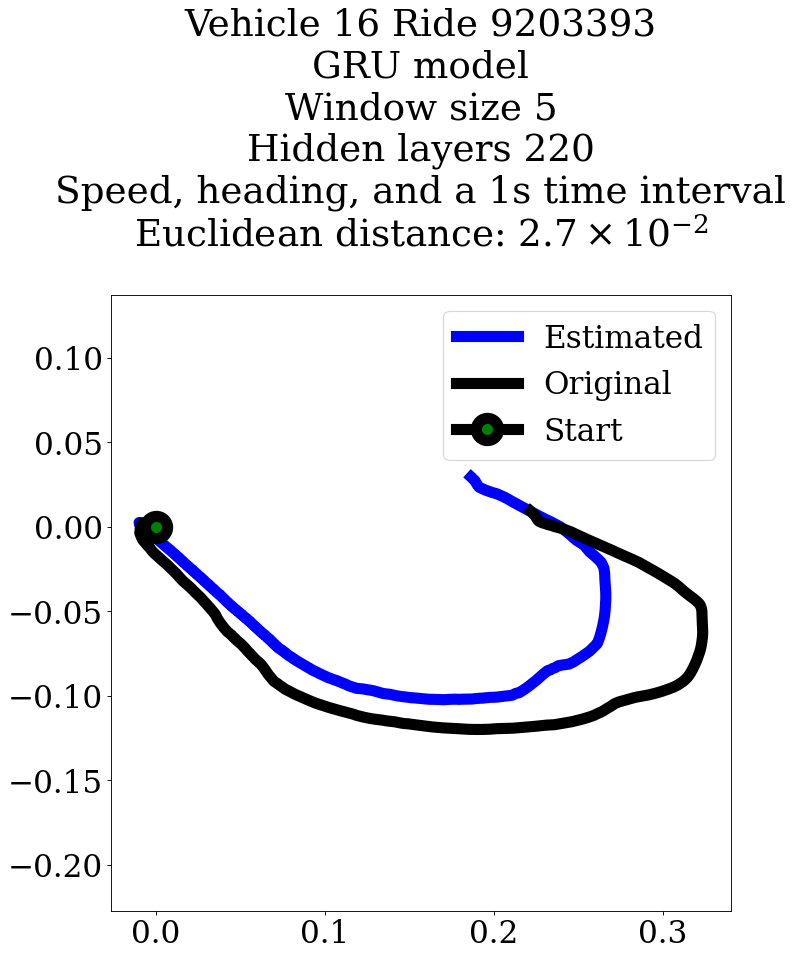 Vehicle 16 Ride 9203393
GRU model
Window size 5
Hidden layers 220
Speed, heading, and a 1s time interval
Euclidean distance: 2.7 × 10⁻²
Estimated
Original
Start
0.10
0.05
0.00
−0.05
−0.10
−0.15
−0.20
0.0 0.1 0.2 0.3